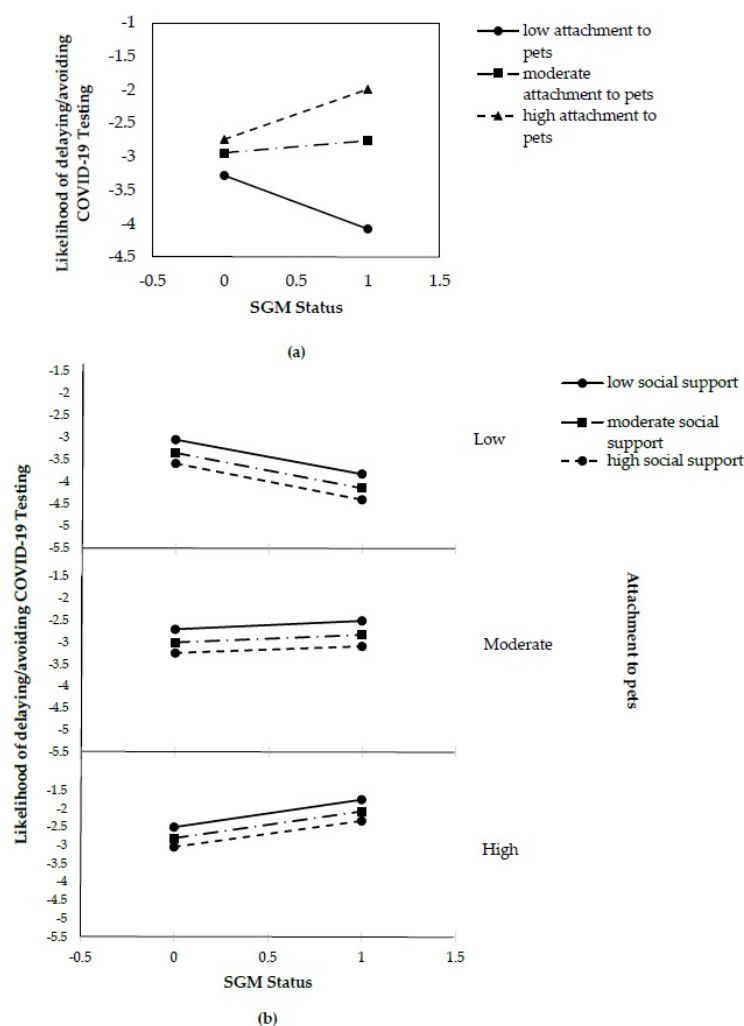 -1
-1.5
-2
-2.5
-3
-3.5
-4
-4.5
Likelihood of delaying/avoiding
COVID-19 Testing
-0.5 0 0.5 1 1.5
SGM Status
low attachment to
pets
moderate
attachment to pets
high attachment to
pets
(a)
-1.5
-2
-2.5
-3
-3.5
-4
-4.5
-5
-5.5
Low
low social support
moderate social
support
high social support
Likelihood of delaying/avoiding COVID-19 Testing
-1.5
-2
-2.5
-3
-3.5
-4
-4.5
-5
-5.5
Moderate
Attachment to pets
-1.5
-2
-2.5
-3
-3.5
-4
-4.5
-5
-5.5
High
-0.5 0 0.5 1 1.5
SGM Status
(b)